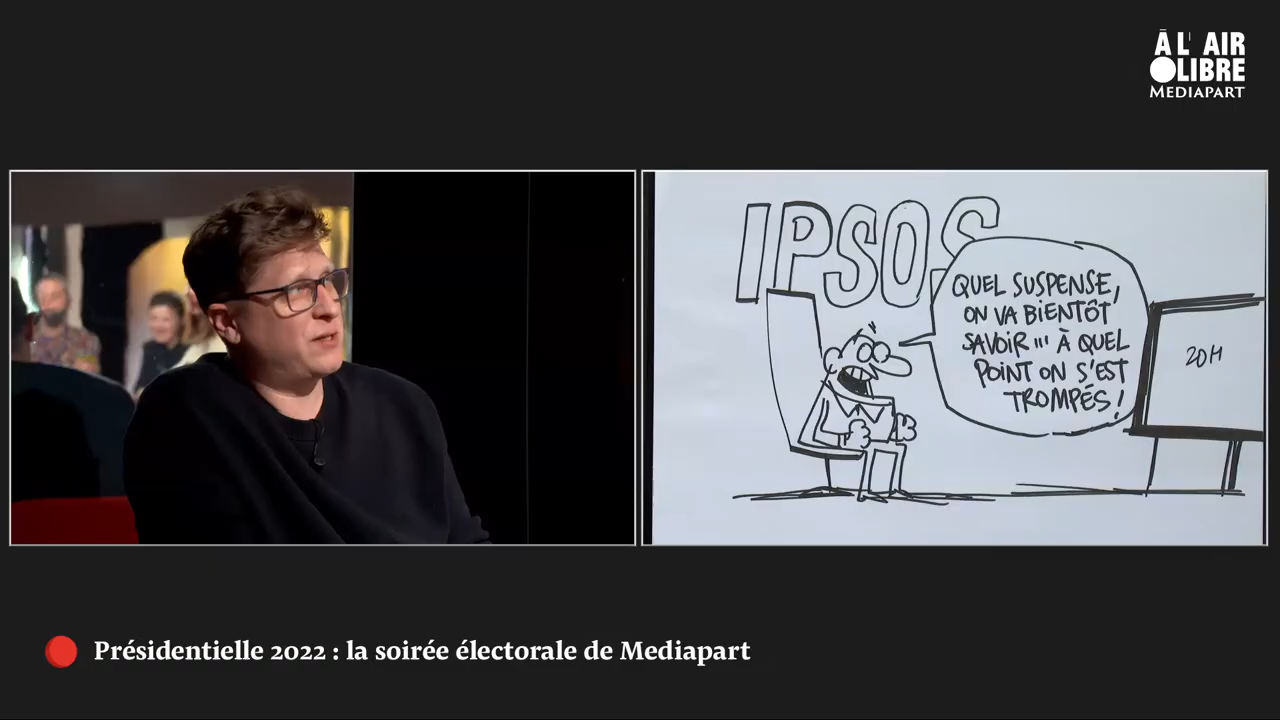 À L' AIR
LIBRE
MEDIAPART
IPSOS
QUEL SUSPENSE,
ON VA BIENTÔT
SAVOIR ... À QUEL
POINT ON S'EST
TROMPÉS !
20H
Présidentielle 2022 : la soirée électorale de Mediapart